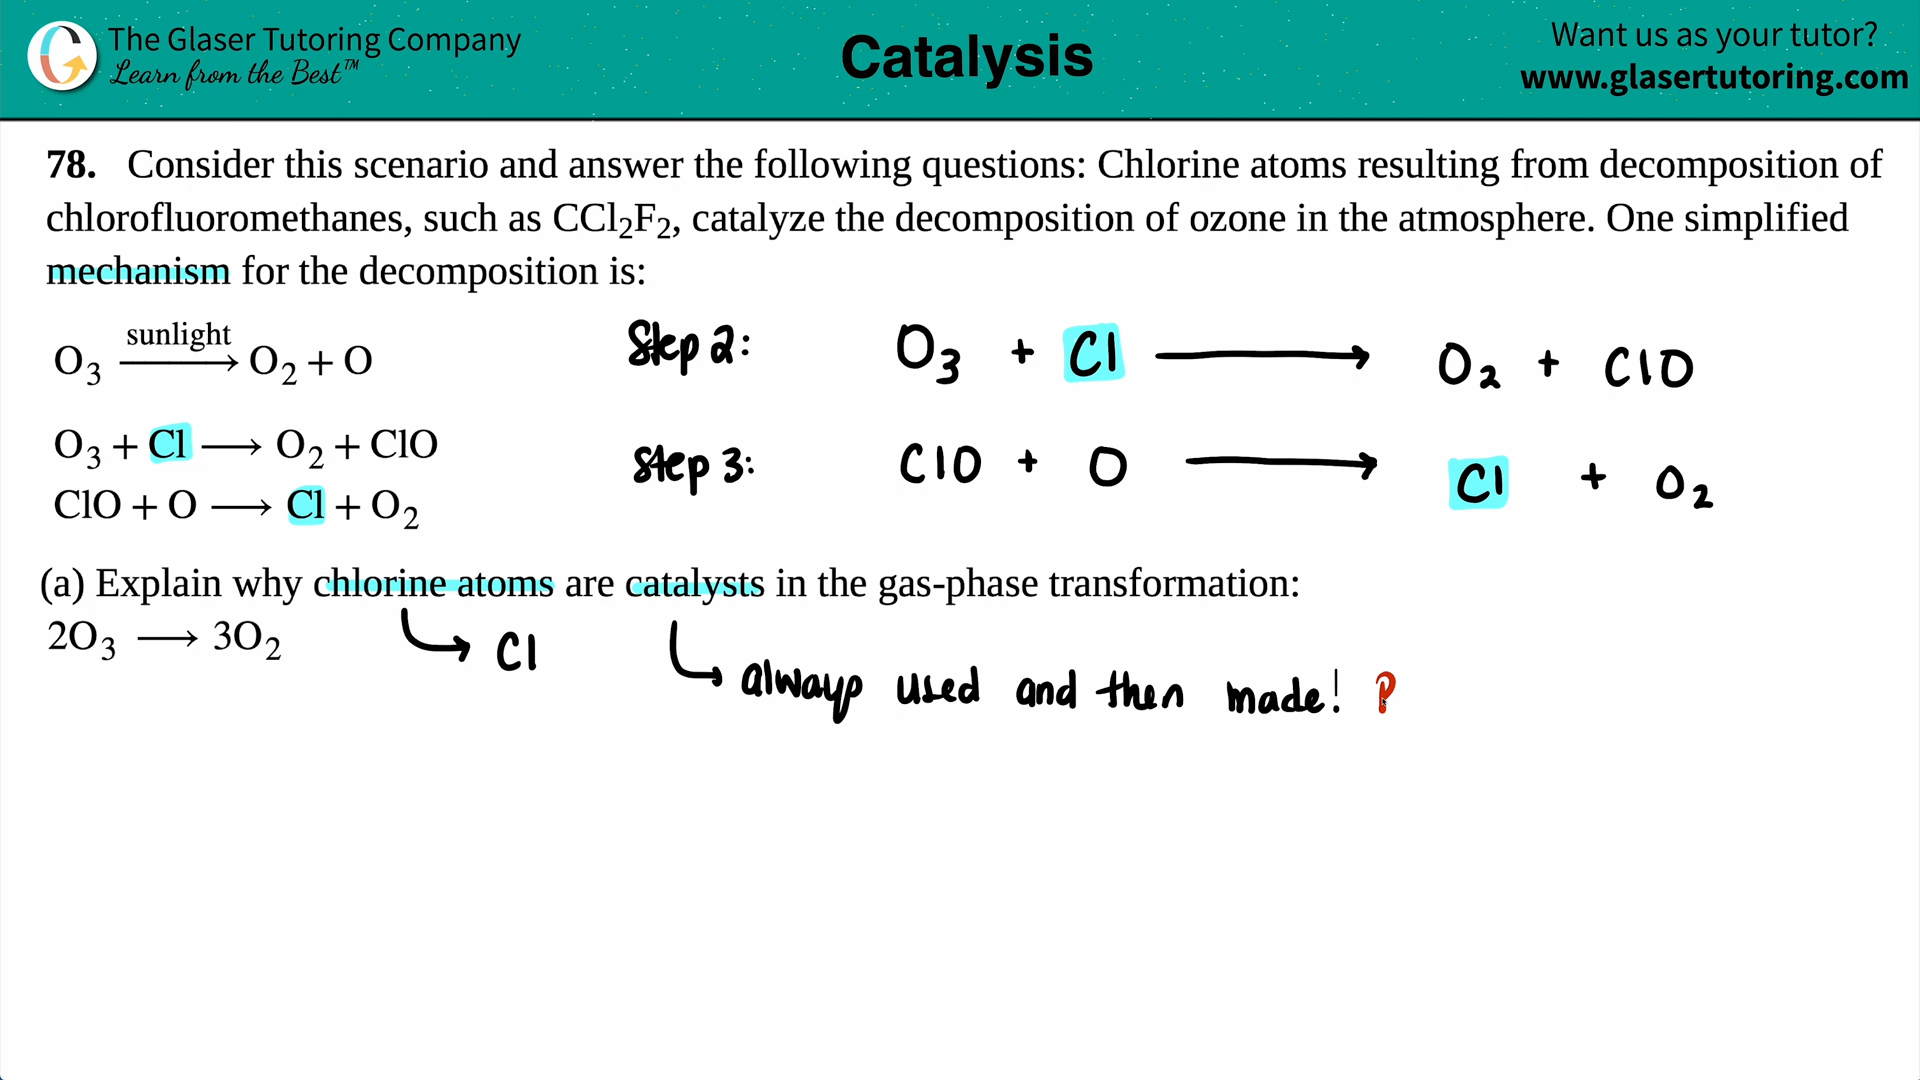 The Glaser Tutoring Company
Learn from the Best™
Catalysis
Want us as your tutor?
www.glasertutoring.com
78. Consider this scenario and answer the following questions: Chlorine atoms resulting from decomposition of
chlorofluoromethanes, such as CCl₂F₂, catalyze the decomposition of ozone in the atmosphere. One simplified
mechanism for the decomposition is:
sunlight
O₃ ⟶ O₂ + O
Step 2: O₃ + Cl ⟶ O₂ + ClO
O₃ + Cl ⟶ O₂ + ClO
Step 3: ClO + O ⟶ Cl + O₂
ClO + O ⟶ Cl + O₂
(a) Explain why chlorine atoms are catalysts in the gas-phase transformation:
2O₃ ⟶ 3O₂
Cl
always used and then made! ?